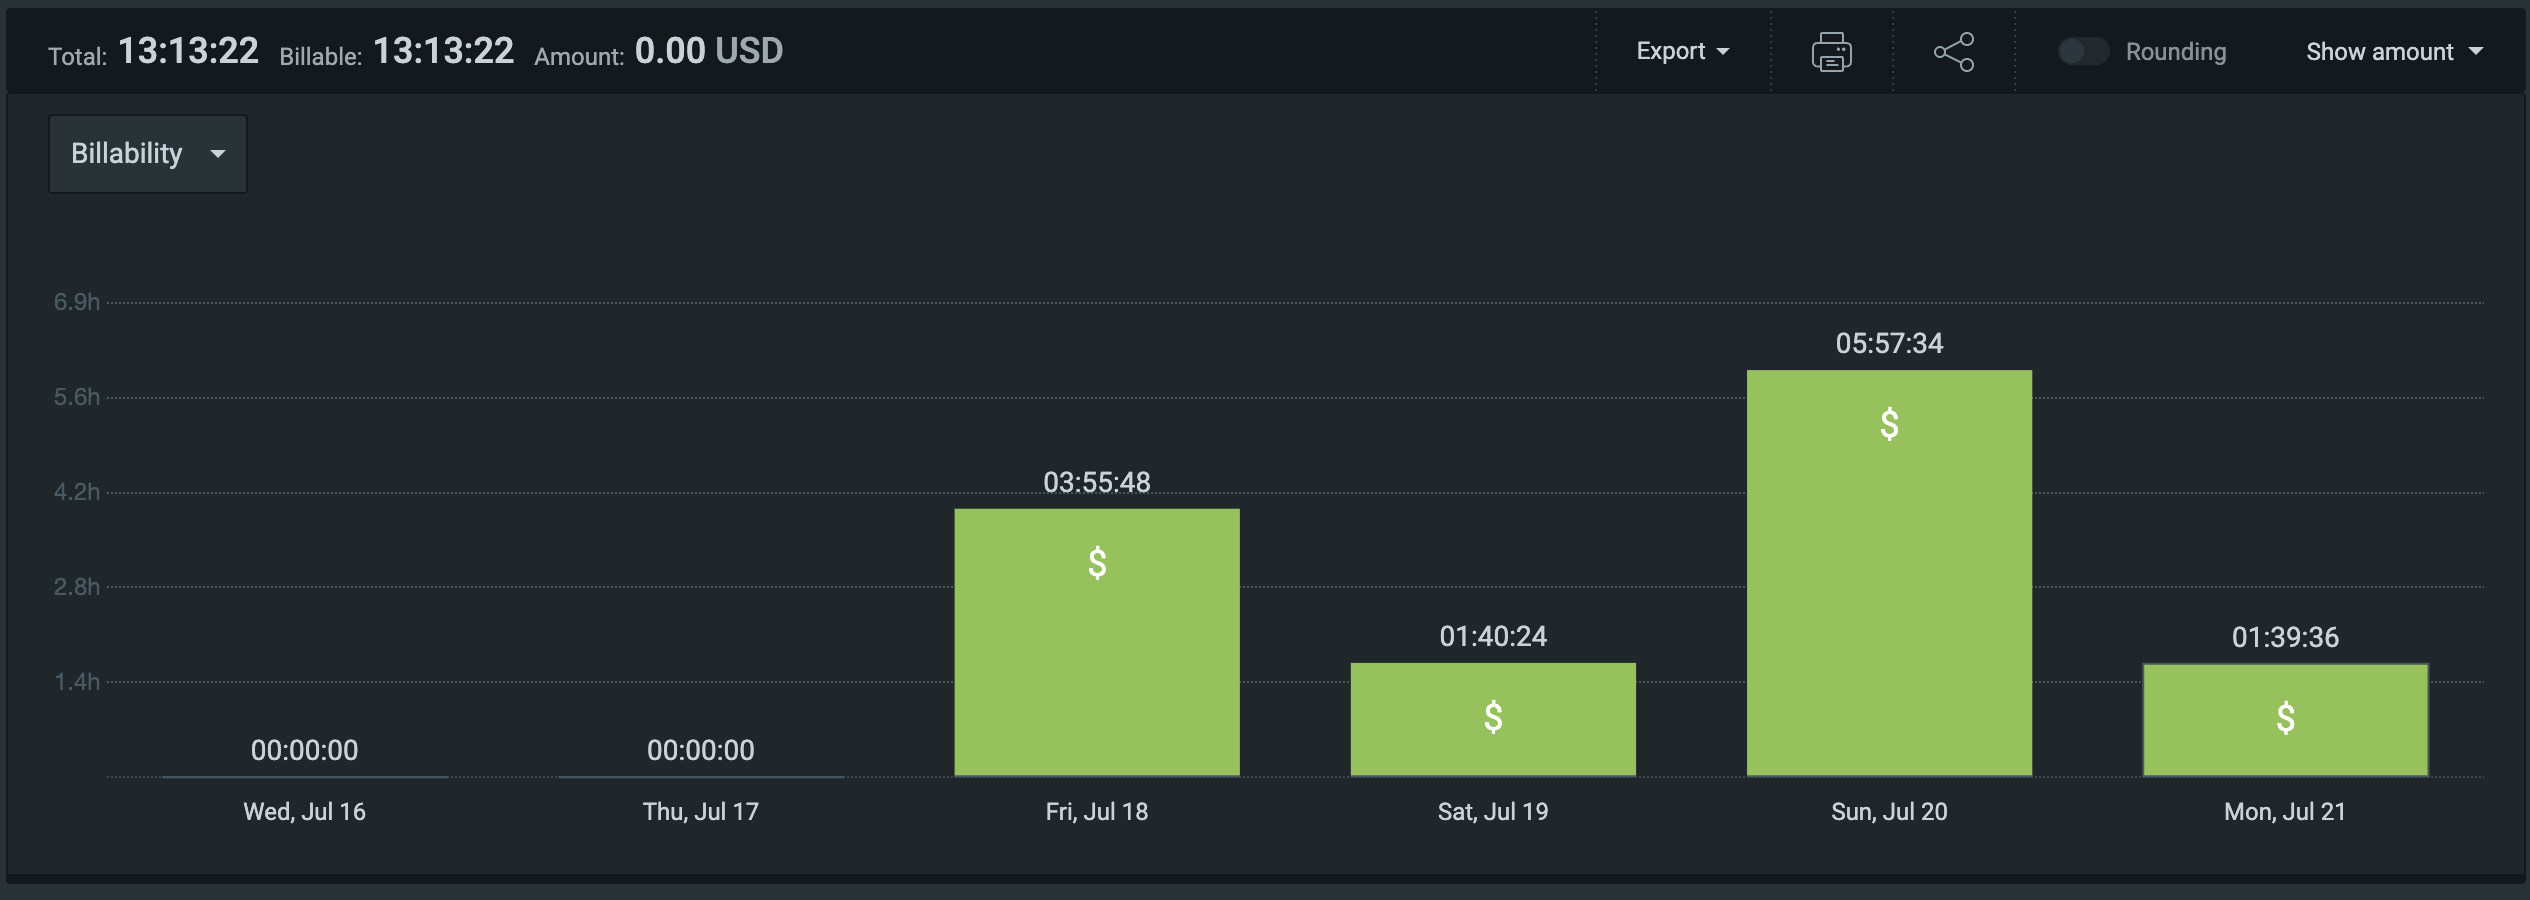 Total: 13:13:22 Billable: 13:13:22 Amount: 0.00 USD Export Rounding Show amount
Billability
6.9h
05:57:34
5.6h
$
4.2h
03:55:48
$
2.8h
01:40:24
01:39:36
1.4h
$
$
00:00:00
00:00:00
Wed, Jul 16
Thu, Jul 17
Fri, Jul 18
Sat, Jul 19
Sun, Jul 20
Mon, Jul 21